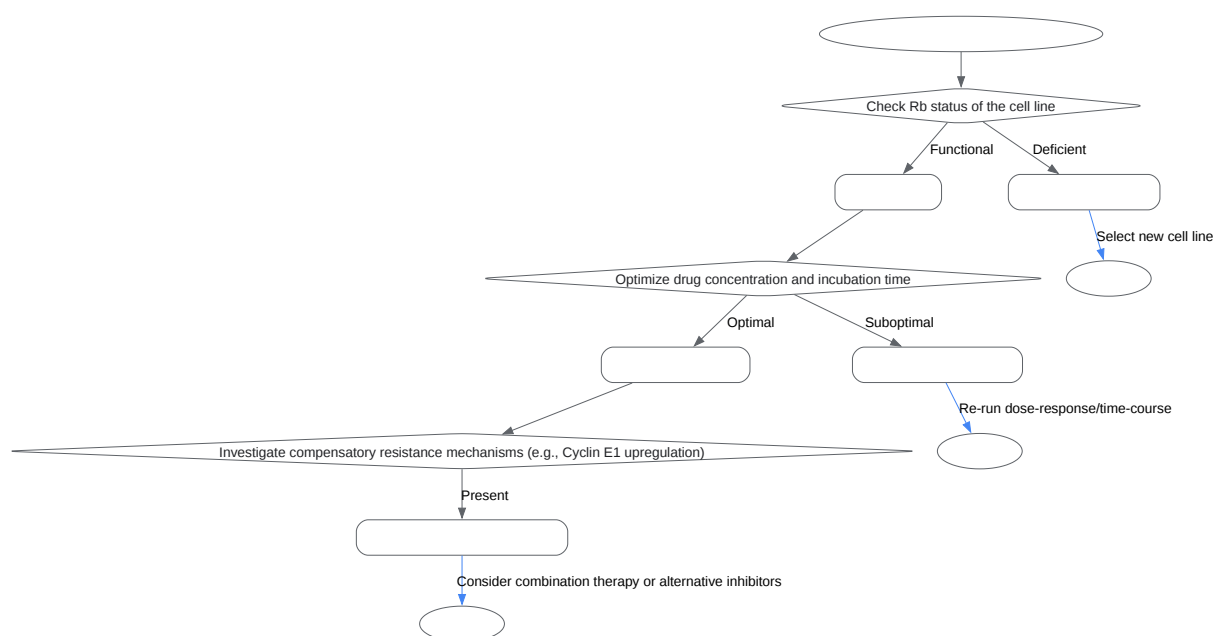 Check Rb status of the cell line
Functional
Deficient
Select new cell line
Optimize drug concentration and incubation time
Optimal
Suboptimal
Re-run dose-response/time-course
Investigate compensatory resistance mechanisms (e.g., Cyclin E1 upregulation)
Present
Consider combination therapy or alternative inhibitors